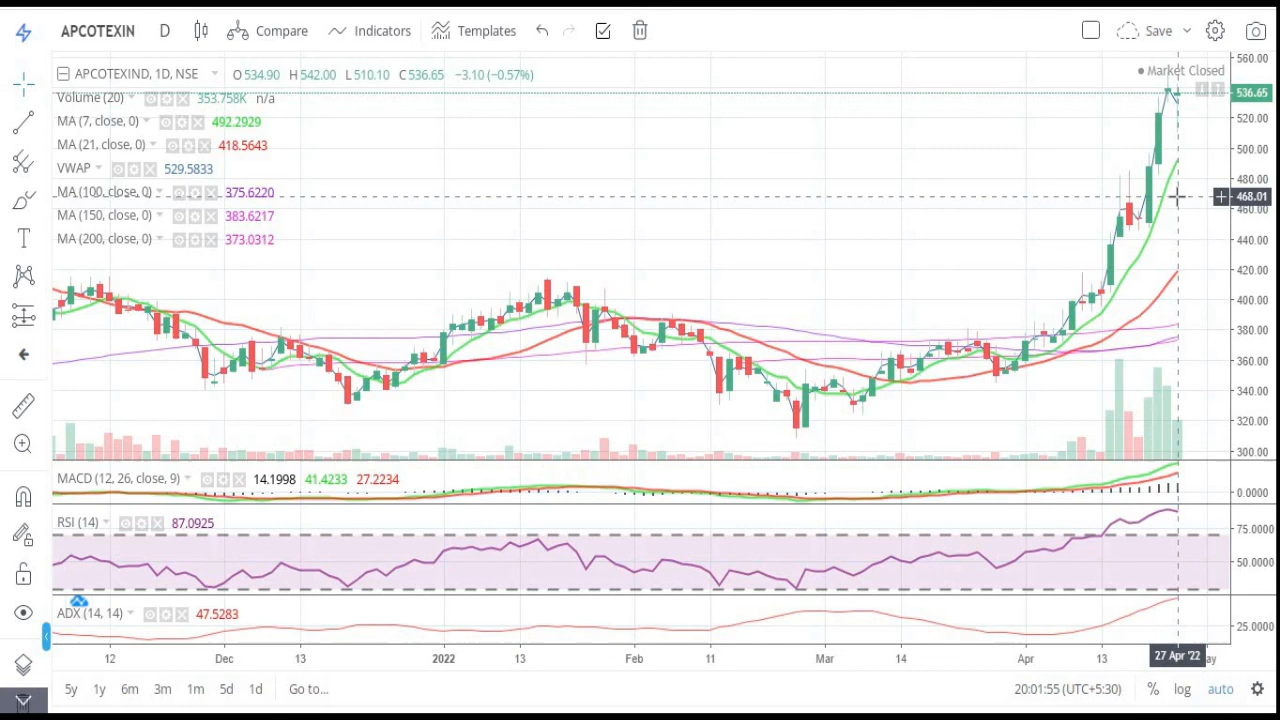 APCOTEXIN D Compare Indicators Templates Save
APCOTEXIND, 1D, NSE O 534.90 H 542.00 L 510.10 C 536.65 −3.10 (−0.57%)
Market Closed
Volume (20) 353.758K n/a
MA (7, close, 0) 492.2929
MA (21, close, 0) 418.5643
VWAP 529.5833
MA (100, close, 0) 375.6220
MA (150, close, 0) 383.6217
MA (200, close, 0) 373.0312
560.00
536.65
520.00
500.00
480.00
468.01
460.00
440.00
420.00
400.00
380.00
360.00
340.00
320.00
300.00
MACD (12, 26, close, 9) 14.1998 41.4233 27.2234
0.0000
RSI (14) 87.0925
75.0000
50.0000
ADX (14, 14) 47.5283
25.0000
12 Dec 13 2022 13 Feb 11 Mar 14 Apr 13 27 Apr '22 ay
5y 1y 6m 3m 1m 5d 1d Go to... 20:01:55 (UTC+5:30) % log auto